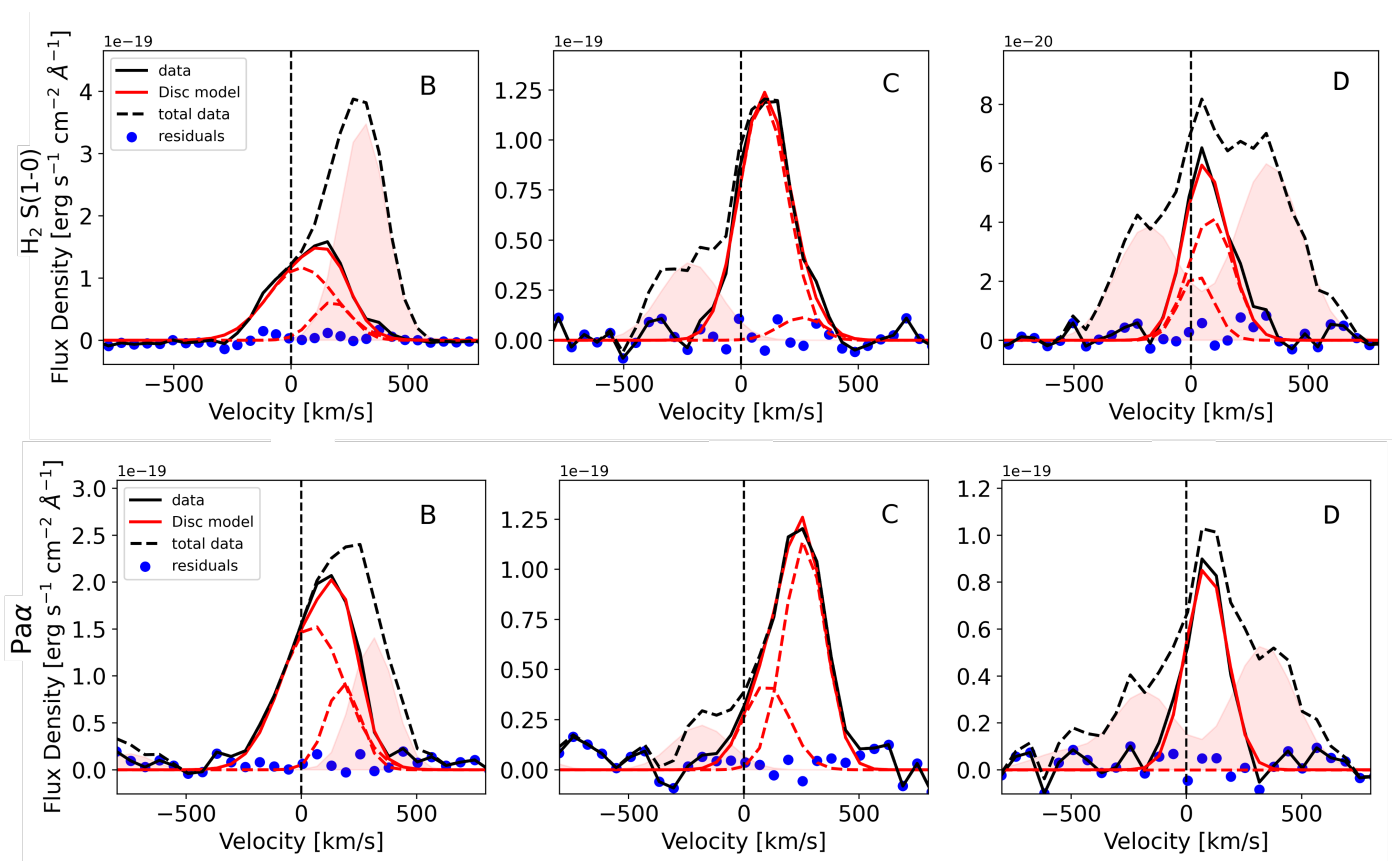 H₂ S(1-0)
Flux Density [erg s⁻¹ cm⁻² Å⁻¹]
1e−19
4
3
2
1
0
data
Disc model
total data
residuals
B
−500 0 500
Velocity [km/s]
1e−19
1.25
1.00
0.75
0.50
0.25
0.00
C
−500 0 500
Velocity [km/s]
1e−20
8
6
4
2
0
D
−500 0 500
Velocity [km/s]
Paα
Flux Density [erg s⁻¹ cm⁻² Å⁻¹]
1e−19
3.0
2.5
2.0
1.5
1.0
0.5
0.0
data
Disc model
total data
residuals
B
−500 0 500
Velocity [km/s]
1e−19
1.25
1.00
0.75
0.50
0.25
0.00
C
−500 0 500
Velocity [km/s]
1e−19
1.2
1.0
0.8
0.6
0.4
0.2
0.0
D
−500 0 500
Velocity [km/s]